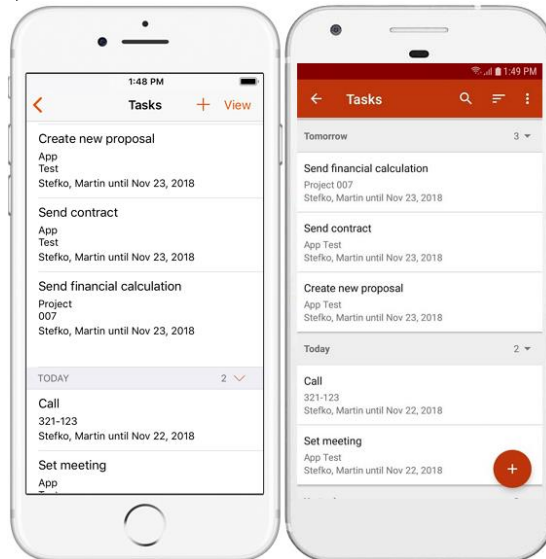 1:48 PM
Tasks + View
Create new proposal
App
Test
Stefko, Martin until Nov 23, 2018
Send contract
App
Test
Stefko, Martin until Nov 23, 2018
Send financial calculation
Project
007
Stefko, Martin until Nov 23, 2018
TODAY 2
Call
321-123
Stefko, Martin until Nov 22, 2018
Set meeting
App
1:49 PM
Tasks
Tomorrow 3
Send financial calculation
Project 007
Stefko, Martin until Nov 23, 2018
Send contract
App Test
Stefko, Martin until Nov 23, 2018
Create new proposal
App Test
Stefko, Martin until Nov 23, 2018
Today 2
Call
321-123
Stefko, Martin until Nov 22, 2018
Set meeting
App Test
Stefko, Martin until Nov 22, 2018
+